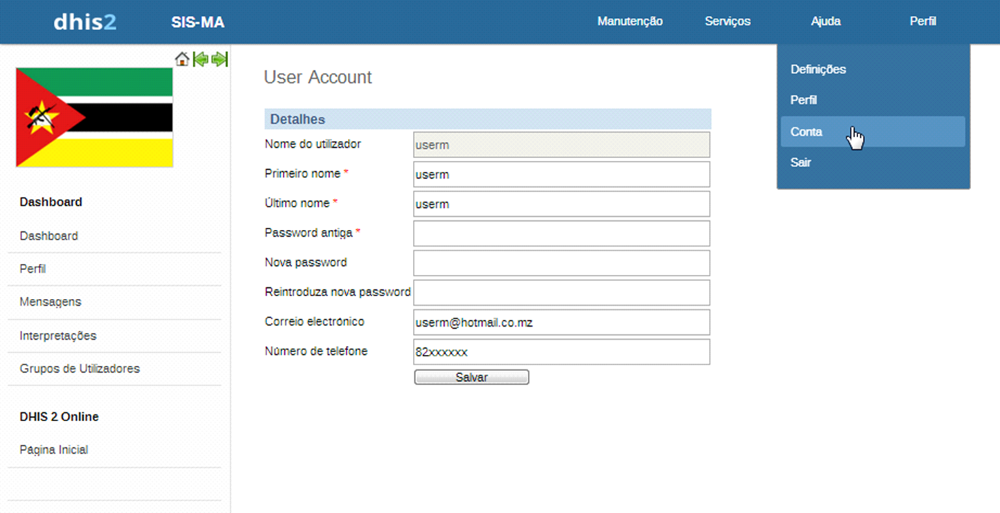 dhis2 SIS-MA Manutenção Serviços Ajuda Perfil
Definições
Perfil
Conta
Sair
Dashboard
Dashboard
Perfil
Mensagens
Interpretações
Grupos de Utilizadores
DHIS 2 Online
Página Inicial
User Account
Detalhes
Nome do utilizador userm
Primeiro nome * userm
Último nome * userm
Password antiga *
Nova password
Reintroduza nova password
Correio electrónico userm@hotmail.co.mz
Número de telefone 82xxxxxx
Salvar